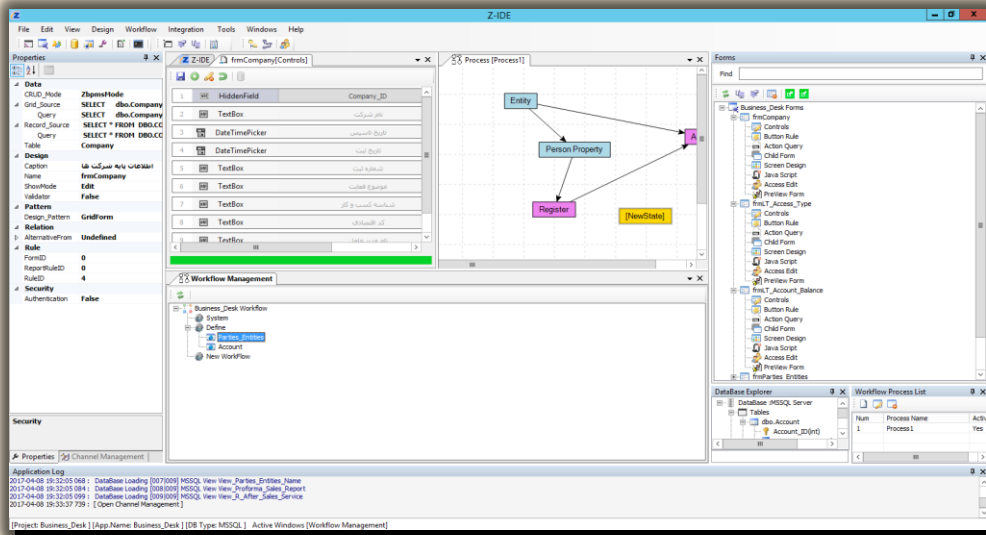 Z-IDE
File Edit View Design Workflow Integration Tools Windows Help
Properties
Data
CRUD_Mode ZbpmsMode
Grid_Source SELECT dbo.Company
Query SELECT dbo.Company
Record_Source SELECT * FROM DBO.CC
Query SELECT * FROM DBO.CC
Table Company
Design
Caption اطلاعات پایه شرکت ها
Name frmCompany
ShowMode Edit
Validator False
Pattern
Design_Pattern GridForm
Relation
AlternativeFrom Undefined
Rule
FormID 0
ReportRuleID 0
RuleID 4
Security
Authentication False
Security
Properties Channel Management
Z-IDE frmCompany[Controls]
1 HiddenField Company_ID
2 TextBox نام شرکت
3 DateTimePicker تاریخ تاسیس
4 DateTimePicker تاریخ ثبت
5 TextBox شماره ثبت
6 TextBox موضوع فعالیت
7 TextBox شناسه کسب و کار
8 TextBox کد اقتصادی
9 TextBox
Process [Process1]
Entity
Person Property
A
Register
[NewState]
Workflow Management
Business_Desk Workflow
System
Define
Parties_Entities
Account
New WorkFlow
Forms
Find
Business_Desk Forms
frmCompany
Controls
Button Rule
Action Query
Child Form
Screen Design
Java Script
Access Edit
PreView Form
frmLT_Access_Type
Controls
Button Rule
Action Query
Child Form
Screen Design
Java Script
Access Edit
PreView Form
frmLT_Account_Balance
Controls
Button Rule
Action Query
Child Form
Screen Design
Java Script
Access Edit
PreView Form
frmParties_Entities
DataBase Explorer
DataBase :MSSQL Server
Tables
dbo.Account
Account_ID(int)
Workflow Process List
Num Process Name Activ
1 Process1 Yes
Application Log
2017-04-08 19:32:05 068 : DataBase Loading [007|009] MSSQL View View_Parties_Entities_Name
2017-04-08 19:32:05 084 : DataBase Loading [008|009] MSSQL View View_Proforma_Sales_Report
2017-04-08 19:32:05 099 : DataBase Loading [009|009] MSSQL View View_R_After_Sales_Service
2017-04-08 19:33:37 739 : [ Open Channel Management ]
[Project: Business_Desk ] [App.Name: Business_Desk ] [DB Type: MSSQL ] Active Windows [Workflow Management]